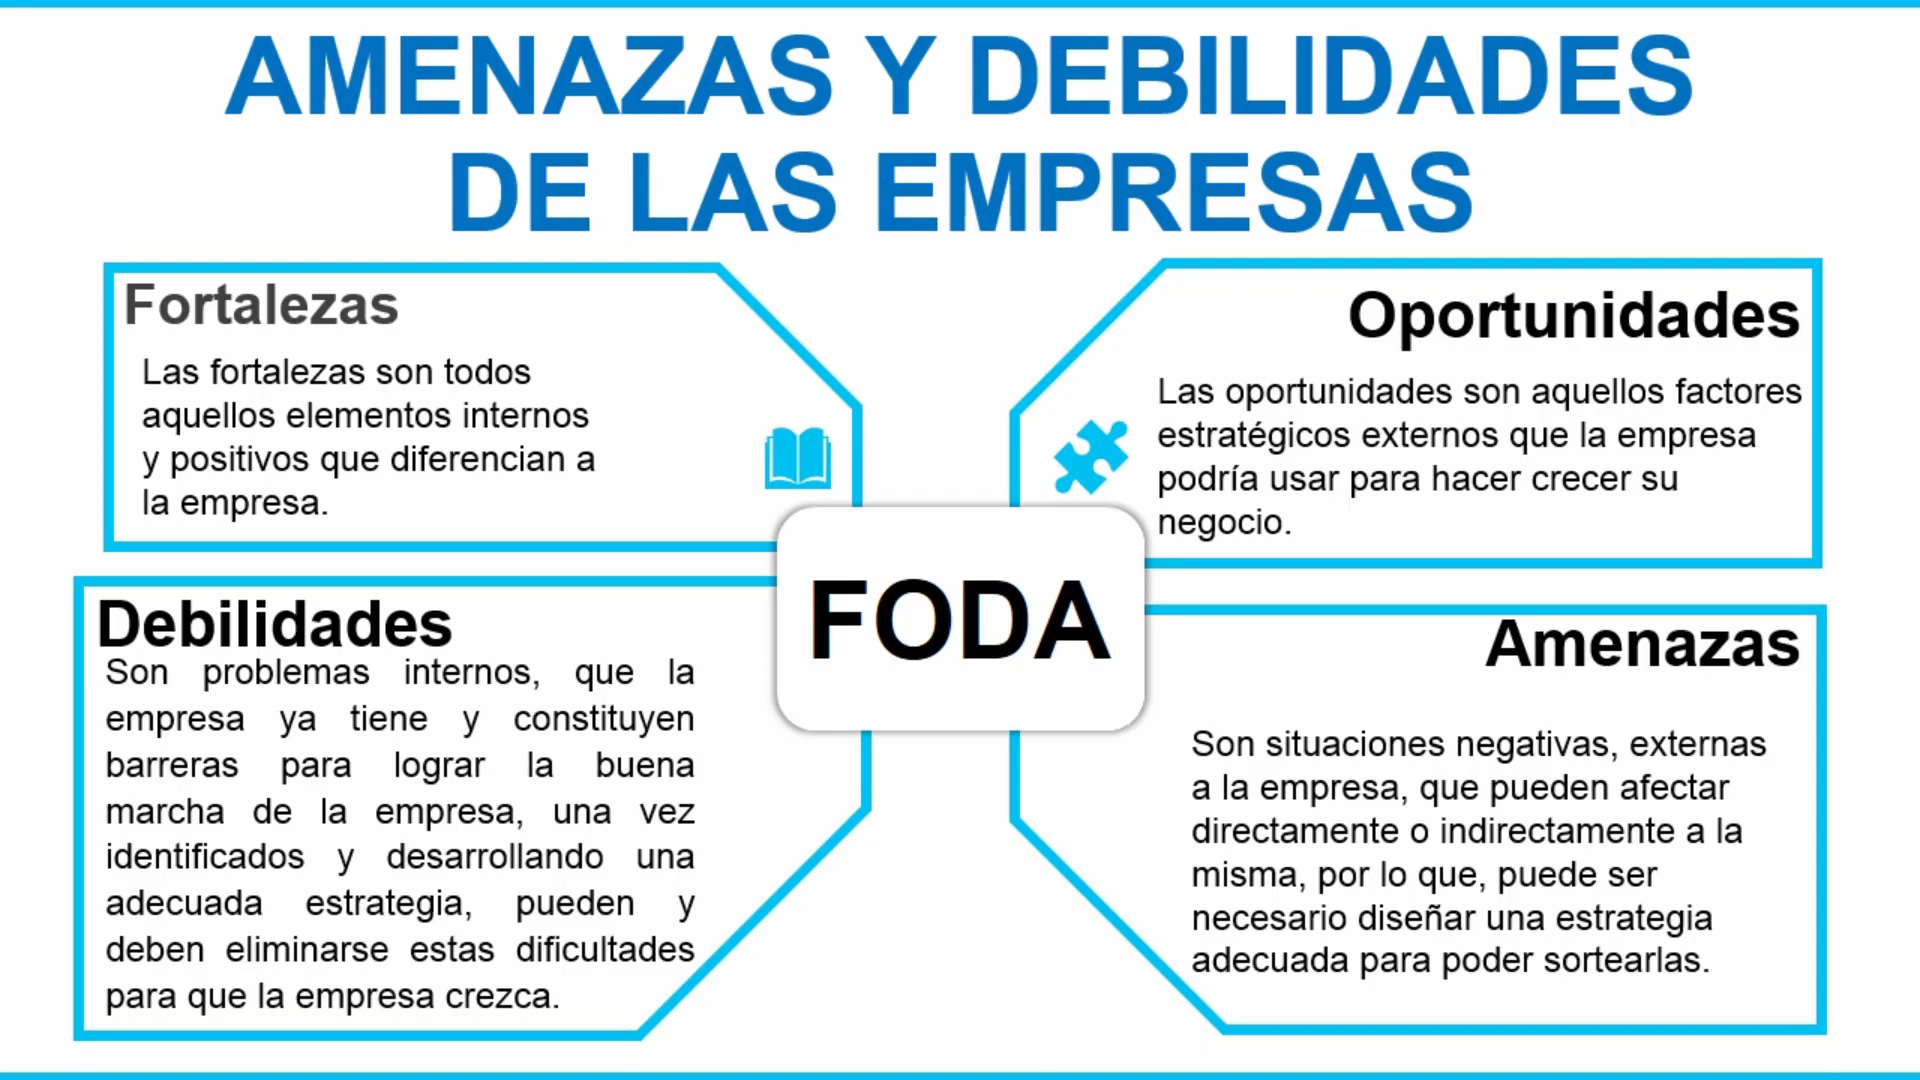 AMENAZAS Y DEBILIDADES
DE LAS EMPRESAS
Fortalezas
Las fortalezas son todos
aquellos elementos internos
y positivos que diferencian a
la empresa.
Oportunidades
Las oportunidades son aquellos factores
estratégicos externos que la empresa
podría usar para hacer crecer su
negocio.
FODA
Debilidades
Son problemas internos, que la
empresa ya tiene y constituyen
barreras para lograr la buena
marcha de la empresa, una vez
identificados y desarrollando una
adecuada estrategia, pueden y
deben eliminarse estas dificultades
para que la empresa crezca.
Amenazas
Son situaciones negativas, externas
a la empresa, que pueden afectar
directamente o indirectamente a la
misma, por lo que, puede ser
necesario diseñar una estrategia
adecuada para poder sortearlas.